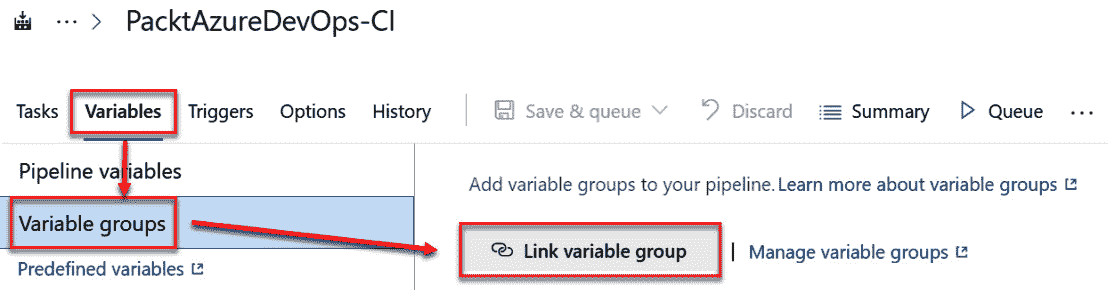 ··· > PacktAzureDevOps-CI
Tasks Variables Triggers Options History Save & queue Discard Summary Queue ···
Pipeline variables
Variable groups
Predefined variables
Add variable groups to your pipeline. Learn more about variable groups
Link variable group | Manage variable groups